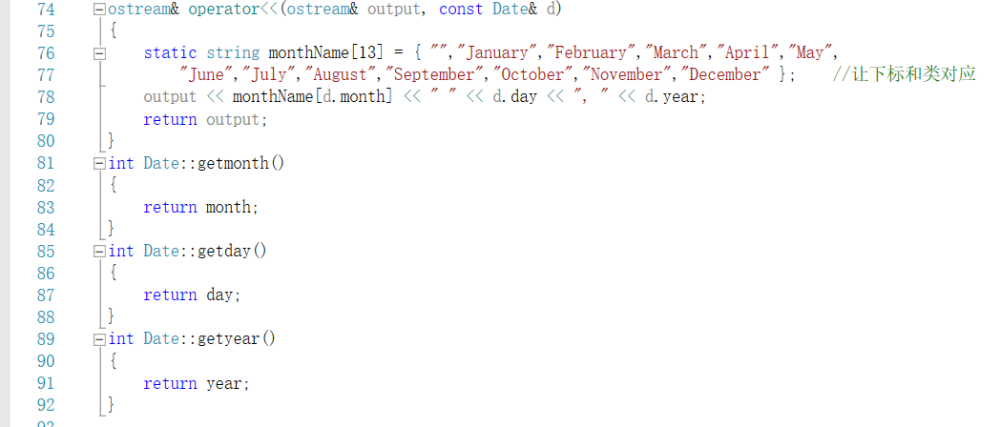 74 ostream& operator<<(ostream& output, const Date& d)
75 {
76 static string monthName[13] = { "","January","February","March","April","May",
77 "June","July","August","September","October","November","December" }; //让下标和类对应
78 output << monthName[d.month] << " " << d.day << ", " << d.year;
79 return output;
80 }
81 int Date::getmonth()
82 {
83 return month;
84 }
85 int Date::getday()
86 {
87 return day;
88 }
89 int Date::getyear()
90 {
91 return year;
92 }